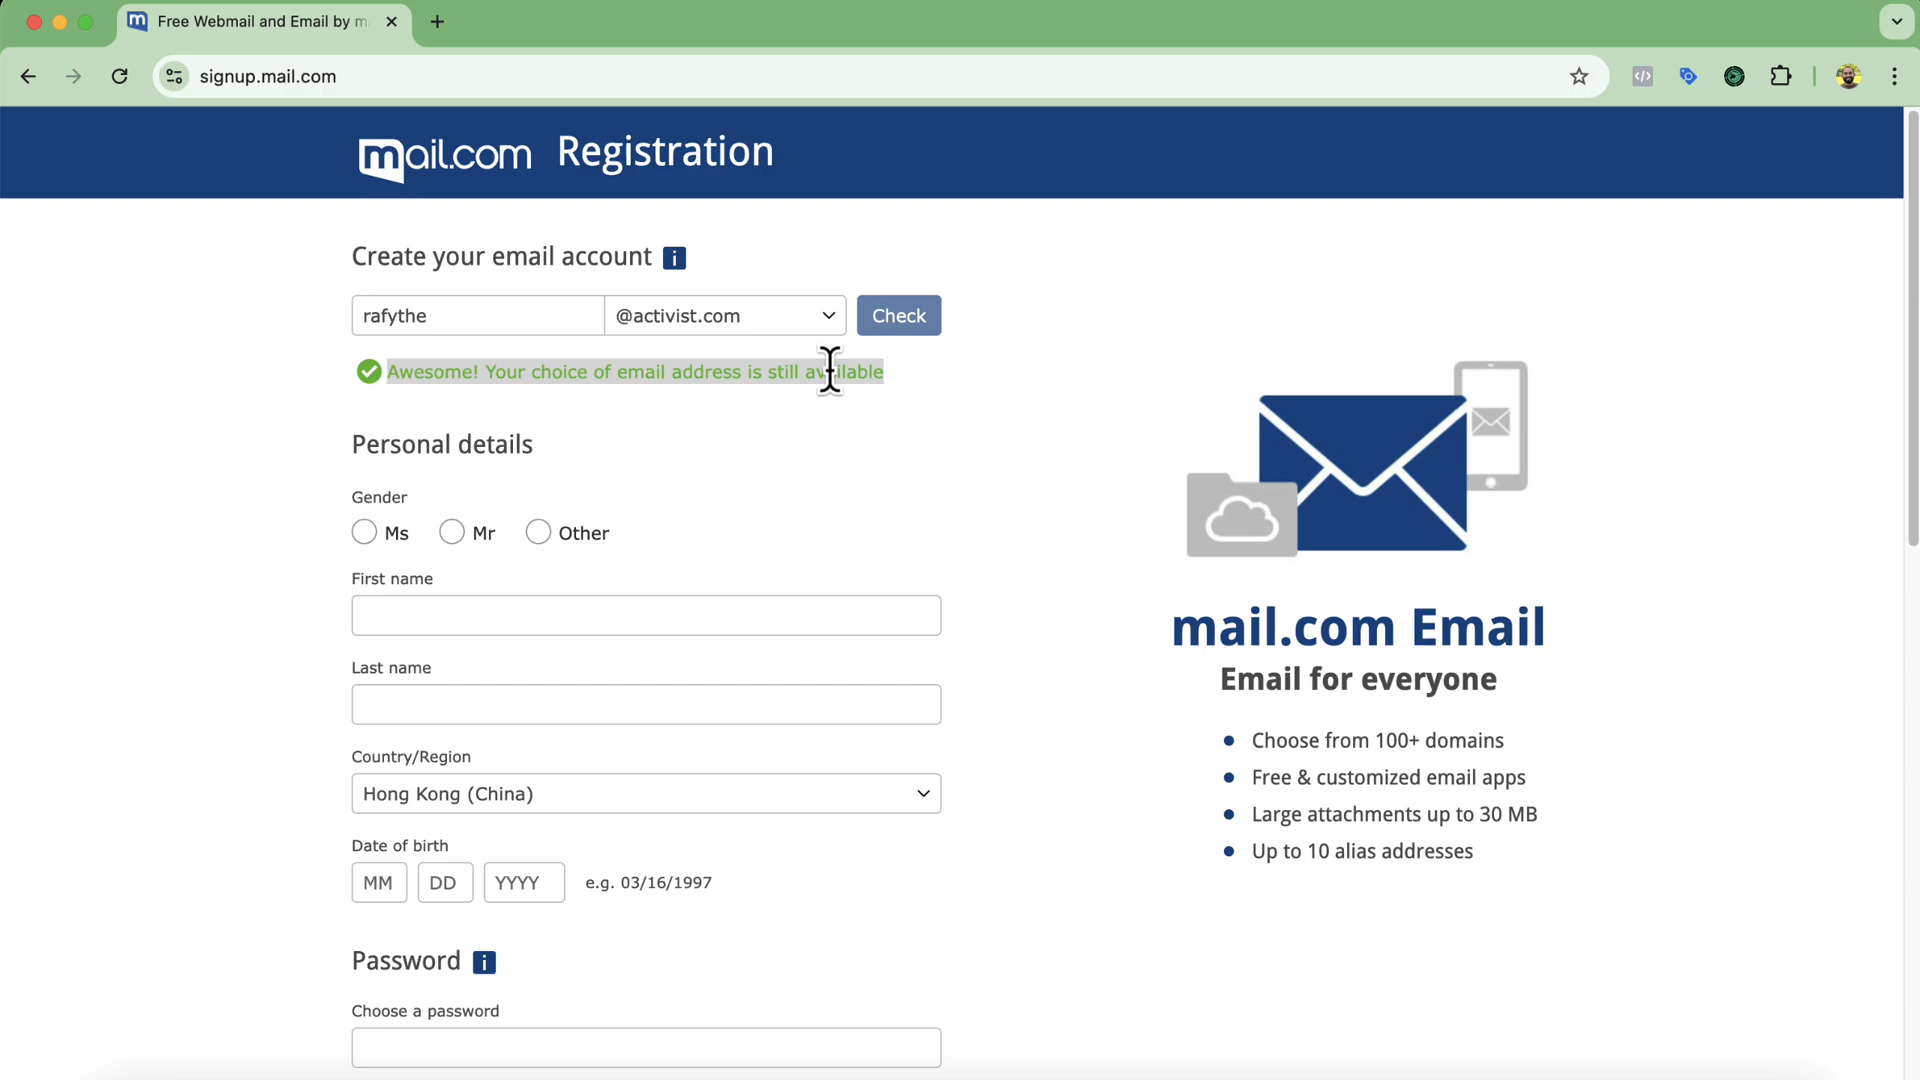 Free Webmail and Email by m
signup.mail.com
mail.com Registration
Create your email account i
rafythe @activist.com Check
Awesome! Your choice of email address is still available
Personal details
Gender
Ms Mr Other
First name
Last name
Country/Region
Hong Kong (China)
Date of birth
MM DD YYYY e.g. 03/16/1997
Password i
Choose a password
mail.com Email
Email for everyone
Choose from 100+ domains
Free & customized email apps
Large attachments up to 30 MB
Up to 10 alias addresses